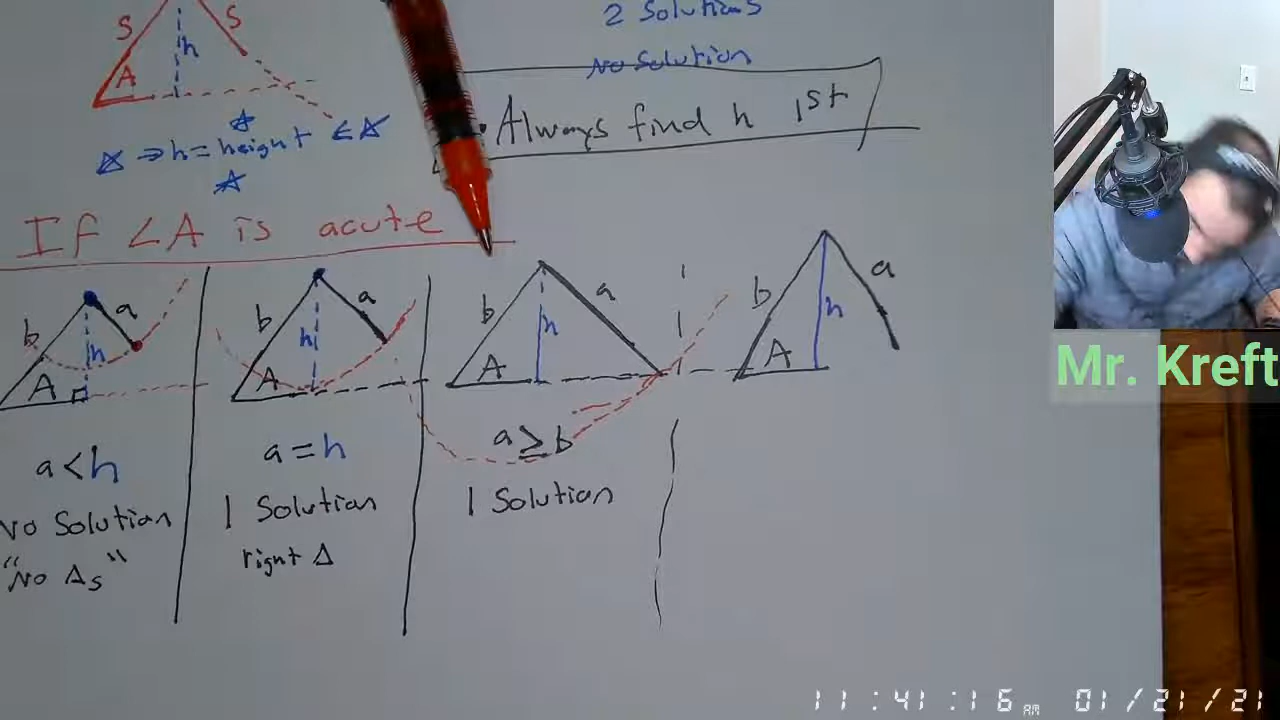 S S
h
A
2 Solutions
No Solution
• Always find h 1st
☆ ⇒ h = height ∠☆
If ∠A is acute
b a h A
b a h A
b a h A
b a h A
a < h
No Solution
"No Δs"
a = h
1 Solution
right Δ
a ≥ b
1 Solution
Mr. Kreft
11:41:16 AM 01/21/21